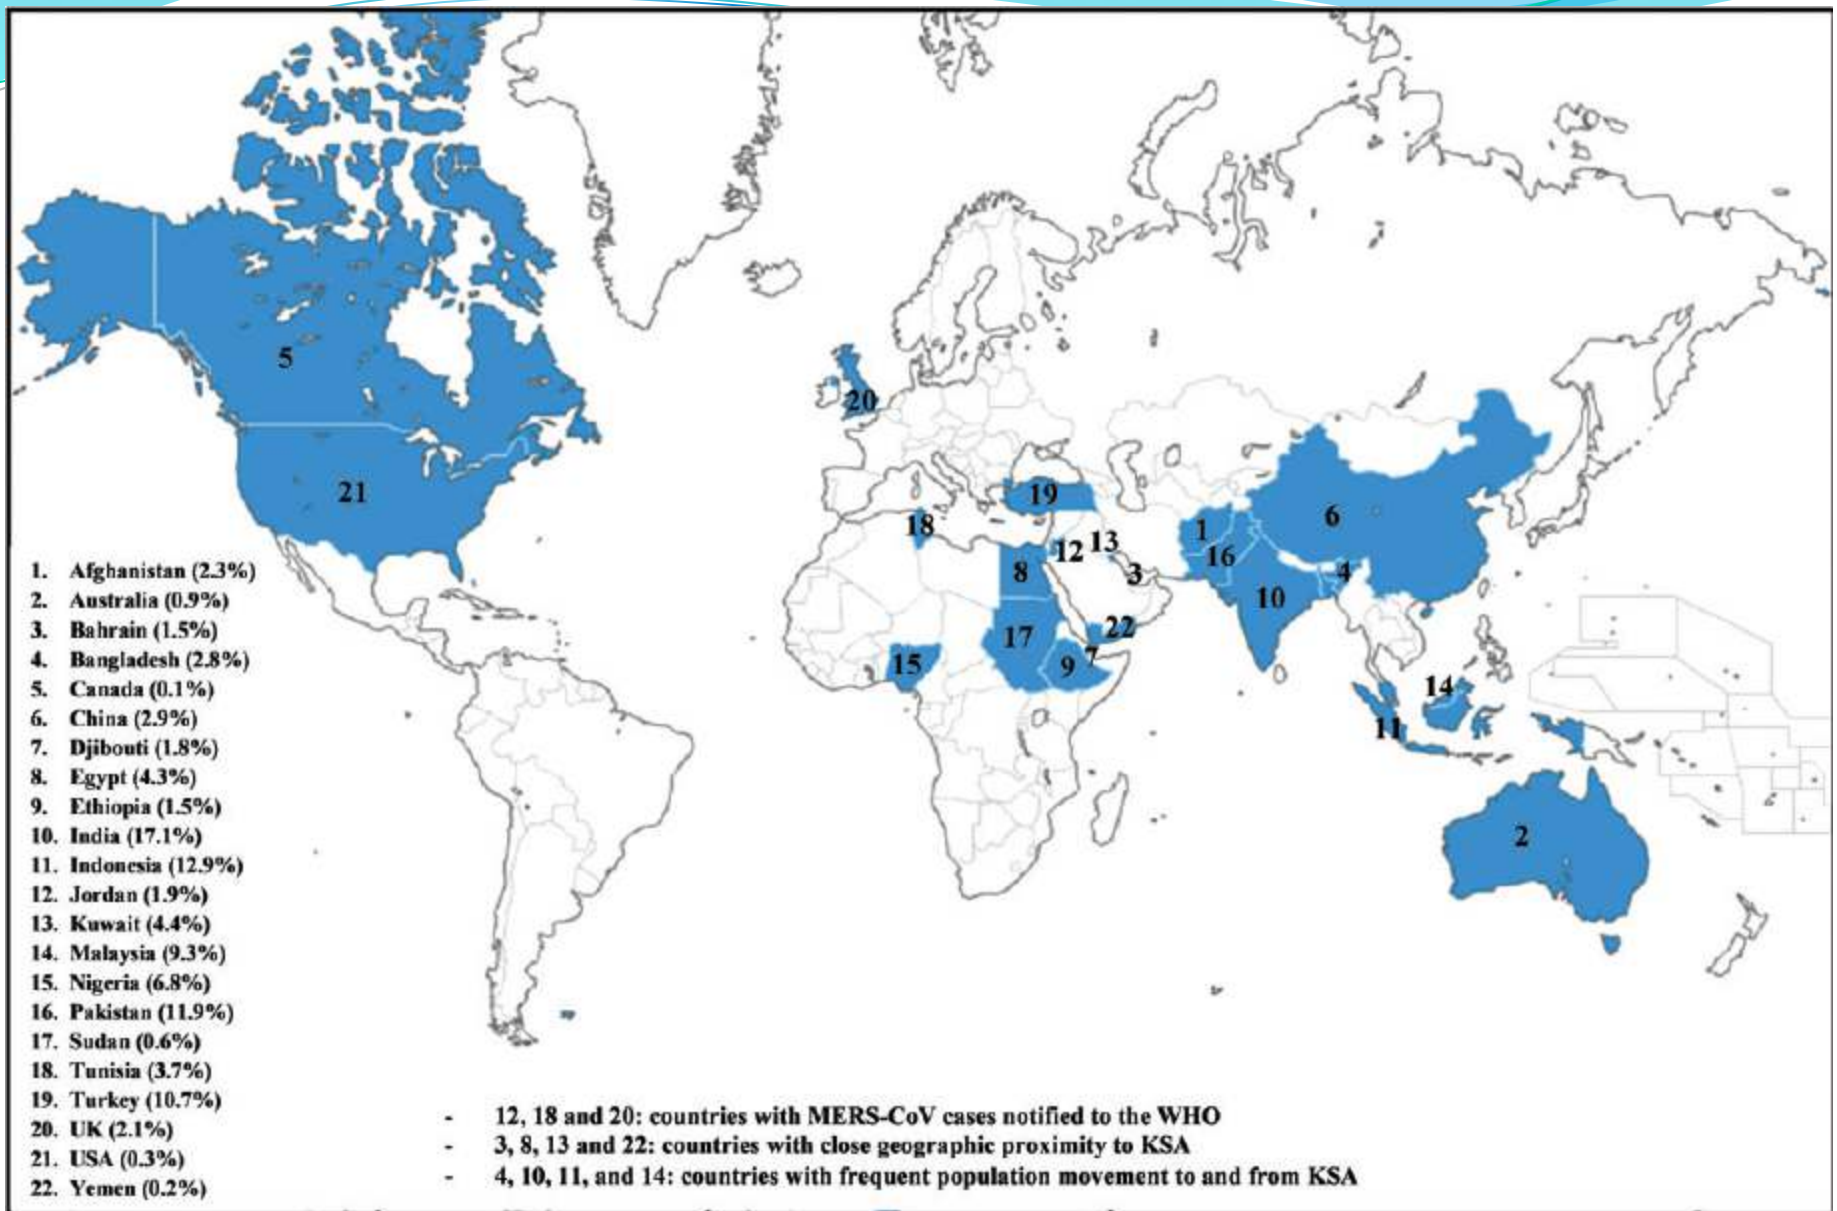 5
20
21
19
18
12
13
1
6
16
8
3
4
10
17
22
15
9
7
14
11
2
1. Afghanistan (2.3%)
2. Australia (0.9%)
3. Bahrain (1.5%)
4. Bangladesh (2.8%)
5. Canada (0.1%)
6. China (2.9%)
7. Djibouti (1.8%)
8. Egypt (4.3%)
9. Ethiopia (1.5%)
10. India (17.1%)
11. Indonesia (12.9%)
12. Jordan (1.9%)
13. Kuwait (4.4%)
14. Malaysia (9.3%)
15. Nigeria (6.8%)
16. Pakistan (11.9%)
17. Sudan (0.6%)
18. Tunisia (3.7%)
19. Turkey (10.7%)
20. UK (2.1%)
21. USA (0.3%)
22. Yemen (0.2%)
- 12, 18 and 20: countries with MERS-CoV cases notified to the WHO
- 3, 8, 13 and 22: countries with close geographic proximity to KSA
- 4, 10, 11, and 14: countries with frequent population movement to and from KSA